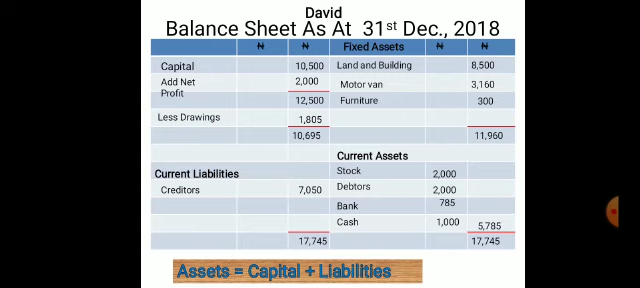 David
Balance Sheet As At 31st Dec., 2018
₦ ₦ Fixed Assets ₦ ₦
Capital 10,500 Land and Building 8,500
Add Net Profit 2,000 Motor van 3,160
12,500 Furniture 300
Less Drawings 1,805
10,695 11,960
Current Assets
Current Liabilities Stock 2,000
Creditors 7,050 Debtors 2,000
Bank 785
Cash 1,000 5,785
17,745 17,745
Assets = Capital + Liabilities